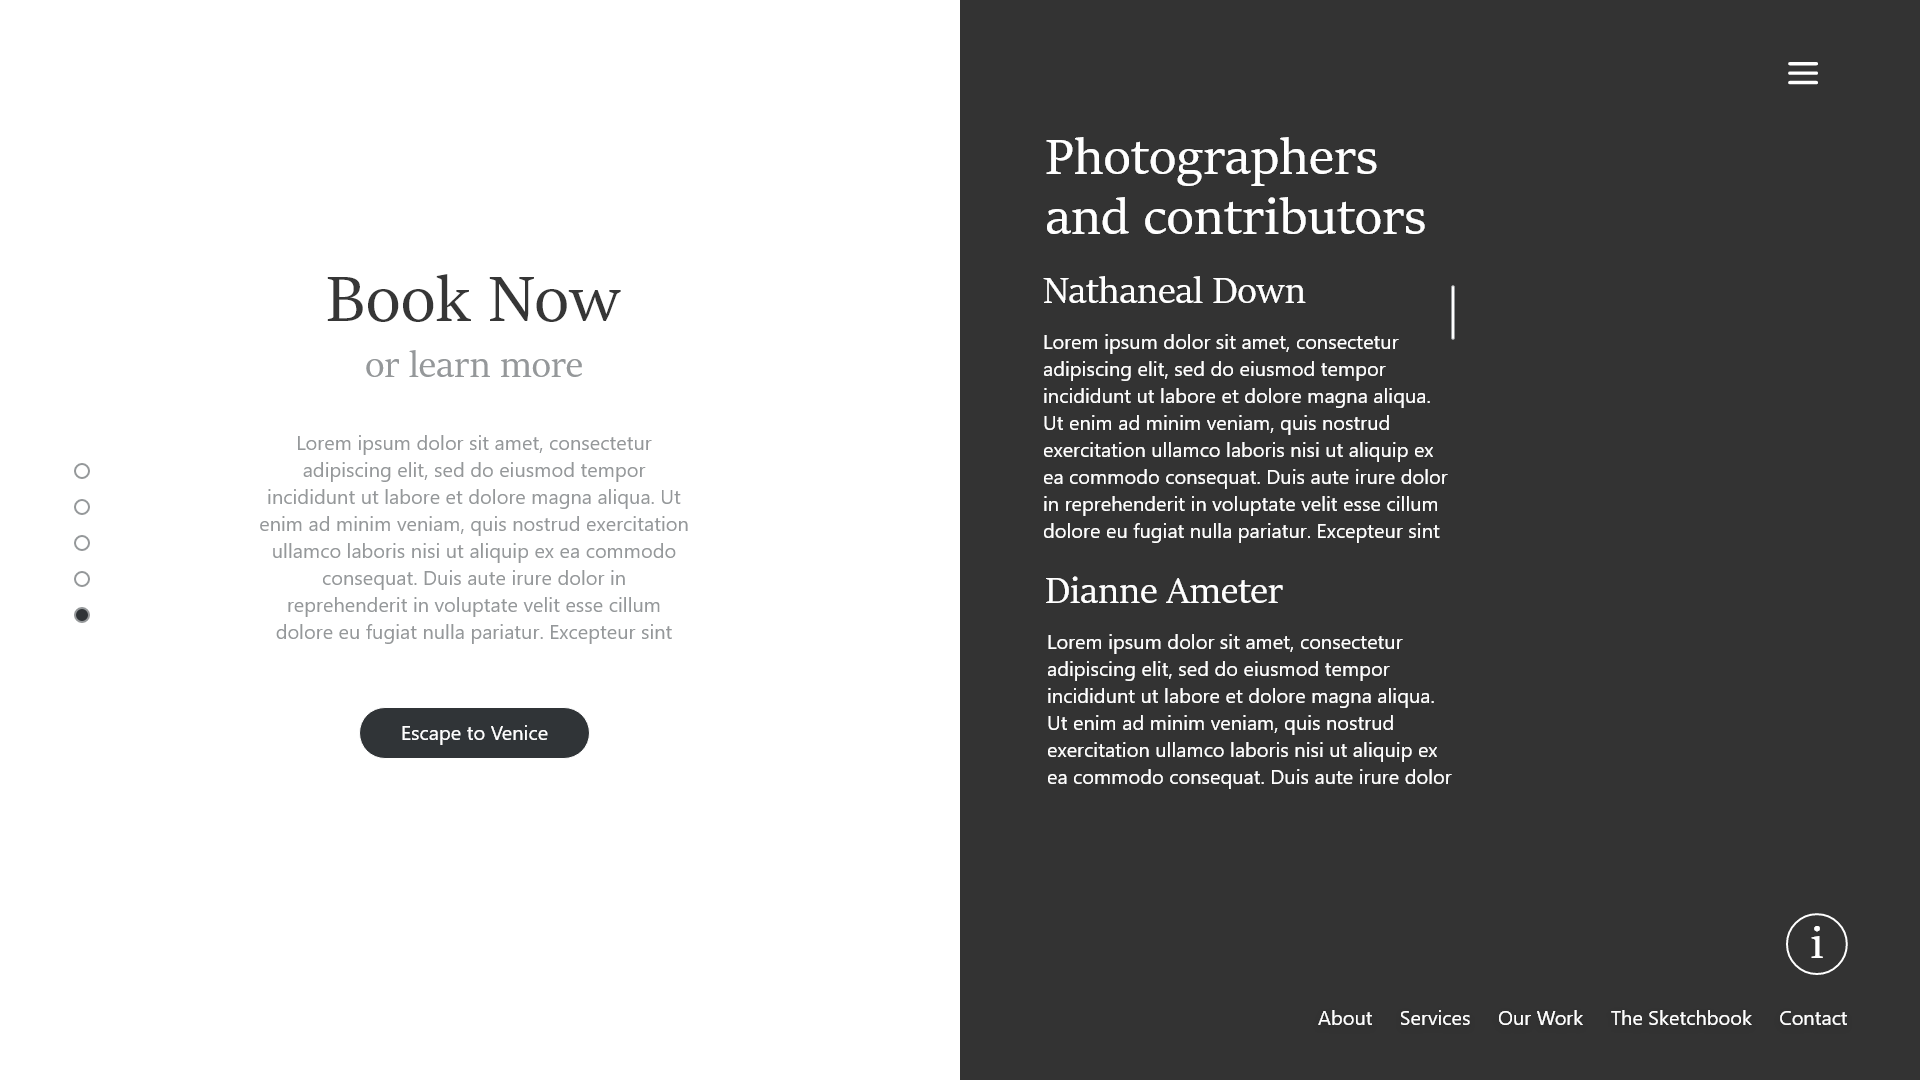 Book Now
or learn more
Lorem ipsum dolor sit amet, consectetur
adipiscing elit, sed do eiusmod tempor
incididunt ut labore et dolore magna aliqua. Ut
enim ad minim veniam, quis nostrud exercitation
ullamco laboris nisi ut aliquip ex ea commodo
consequat. Duis aute irure dolor in
reprehenderit in voluptate velit esse cillum
dolore eu fugiat nulla pariatur. Excepteur sint
Escape to Venice
Photographers
and contributors
Nathaneal Down
Lorem ipsum dolor sit amet, consectetur
adipiscing elit, sed do eiusmod tempor
incididunt ut labore et dolore magna aliqua.
Ut enim ad minim veniam, quis nostrud
exercitation ullamco laboris nisi ut aliquip ex
ea commodo consequat. Duis aute irure dolor
in reprehenderit in voluptate velit esse cillum
dolore eu fugiat nulla pariatur. Excepteur sint
Dianne Ameter
Lorem ipsum dolor sit amet, consectetur
adipiscing elit, sed do eiusmod tempor
incididunt ut labore et dolore magna aliqua.
Ut enim ad minim veniam, quis nostrud
exercitation ullamco laboris nisi ut aliquip ex
ea commodo consequat. Duis aute irure dolor
i
About Services Our Work The Sketchbook Contact